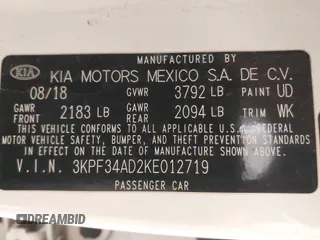 MANUFACTURED BY
KIA KIA MOTORS MEXICO S.A. DE C.V.
08/18 GVWR 3792 LB PAINT UD
GAWR FRONT 2183 LB GAWR REAR 2094 LB TRIM WK
THIS VEHICLE CONFORMS TO ALL APPLICABLE FEDERAL
MOTOR VEHICLE SAFETY, BUMPER, AND THEFT PREVENTION STANDARDS
IN EFFECT ON THE DATE OF MANUFACTURE SHOWN ABOVE.
V.I.N. 3KPF34AD2KE012719
PASSENGER CAR
DREAMBID
dreambid.com